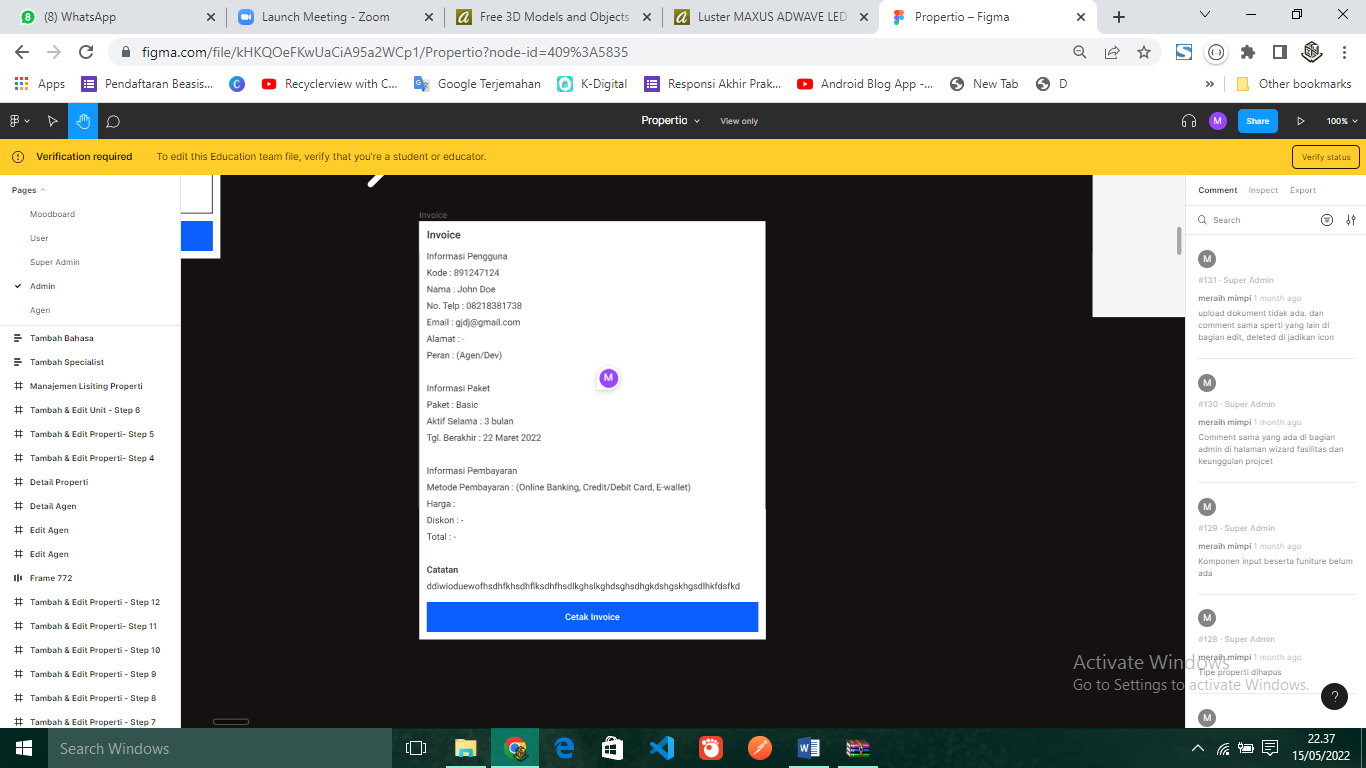 (8) WhatsApp
Launch Meeting - Zoom
Free 3D Models and Objects
Luster MAXUS ADWAVE LED
Propertio – Figma
figma.com/file/kHKQOeFKwUaCiA95a2WCp1/Propertio?node-id=409%3A5835
Apps
Pendaftaran Beasis...
Recyclerview with C...
Google Terjemahan
K-Digital
Responsi Akhir Prak...
Android Blog App -...
New Tab
D
»
Other bookmarks
Propertio
View only
M
Share
100%
Verification required
To edit this Education team file, verify that you're a student or educator.
Verify status
Pages
Moodboard
User
Super Admin
Admin
Agen
Tambah Bahasa
Tambah Specialist
Manajemen Lisiting Properti
Tambah & Edit Unit - Step 6
Tambah & Edit Properti- Step 5
Tambah & Edit Properti- Step 4
Detail Properti
Detail Agen
Edit Agen
Edit Agen
Frame 772
Tambah & Edit Properti - Step 12
Tambah & Edit Properti- Step 11
Tambah & Edit Properti - Step 10
Tambah & Edit Properti - Step 9
Tambah & Edit Properti - Step 8
Tambah & Edit Properti - Step 7
Invoice
Invoice
Informasi Pengguna
Kode : 891247124
Nama : John Doe
No. Telp : 08218381738
Email : gjdj@gmail.com
Alamat : -
Peran : (Agen/Dev)
M
Informasi Paket
Paket : Basic
Aktif Selama : 3 bulan
Tgl. Berakhir : 22 Maret 2022
Informasi Pembayaran
Metode Pembayaran : (Online Banking, Credit/Debit Card, E-wallet)
Harga :
Diskon : -
Total : -
Catatan
ddiwioduewofhsdhfkhsdhflksdhfhsdlkghslkghdsghsdhgkdshgskhgsdlhkfdsfkd
Cetak Invoice
Comment
Inspect
Export
Search
M
#131 · Super Admin
meraih mimpi 1 month ago
upload dokument tidak ada. dan
comment sama sperti yang lain di
bagian edit, deleted di jadikan icon
M
#130 · Super Admin
meraih mimpi 1 month ago
Comment sama yang ada di bagian
admin di halaman wizard fasilitas dan
keunggulan projcet
M
#129 · Super Admin
meraih mimpi 1 month ago
Komponen input beserta funiture belum
ada
M
#128 · Super Admin
meraih mimpi 1 month ago
Tipe properti dihapus
M
Activate Windows
Go to Settings to activate Windows.
?
Search Windows
22.37
15/05/2022